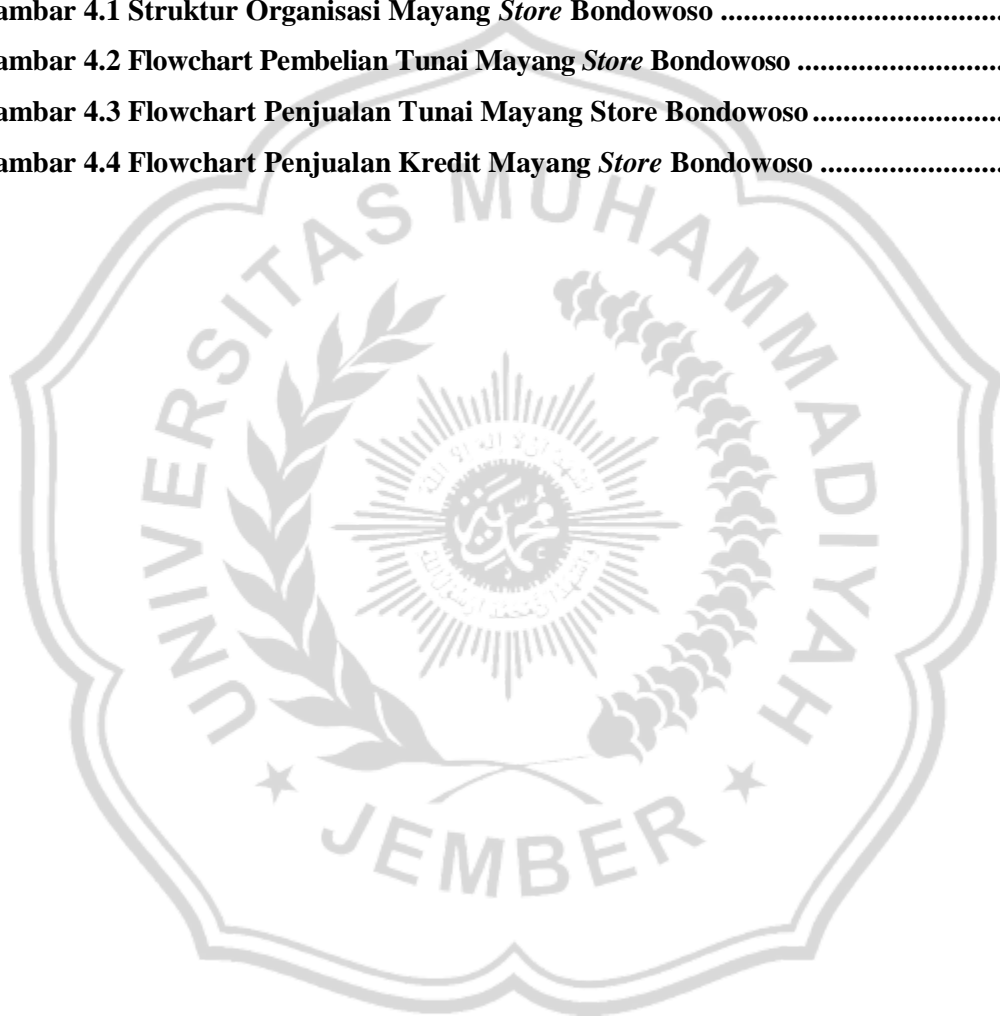 ambar 4.1 Struktur Organisasi Mayang Store Bondowoso ....................................
ambar 4.2 Flowchart Pembelian Tunai Mayang Store Bondowoso ..........................
ambar 4.3 Flowchart Penjualan Tunai Mayang Store Bondowoso ........................
ambar 4.4 Flowchart Penjualan Kredit Mayang Store Bondowoso .......................
UNIVERSITAS MUHAMMADIYAH
JEMBER